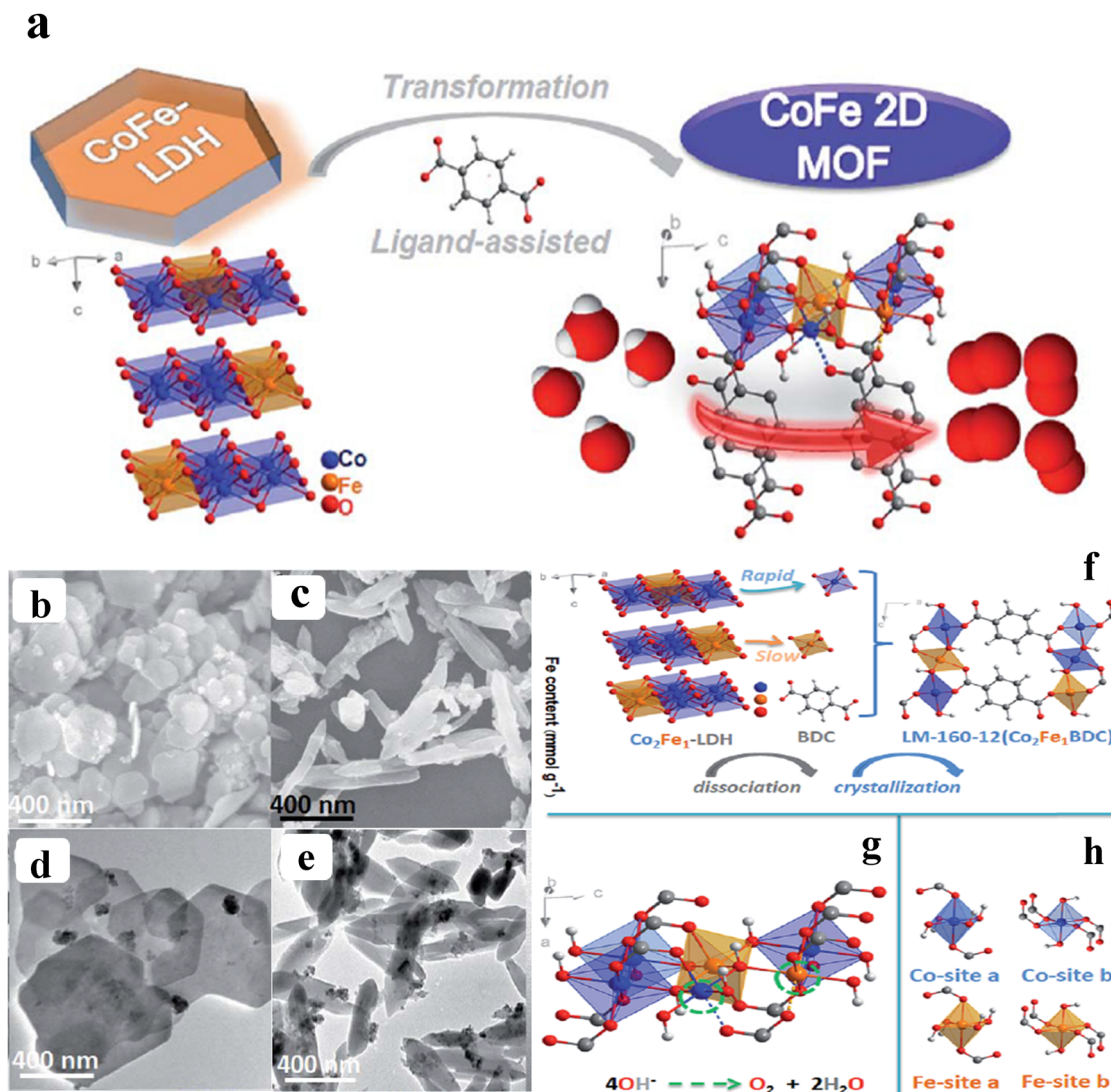 a
CoFe-
LDH
Transformation
Ligand-assisted
CoFe 2D
MOF
b
a
c
b
c
Co
Fe
O
b
400 nm
c
400 nm
d
400 nm
e
400 nm
f
Fe content (mmol g-1)
b
a
c
Rapid
Slow
a
c
Co2Fe1-LDH
BDC
LM-160-12(Co2Fe1BDC)
dissociation
crystallization
g
b
c
a
4OH- O2 + 2H2O
h
Co-site a
Co-site b
Fe-site a
Fe-site b